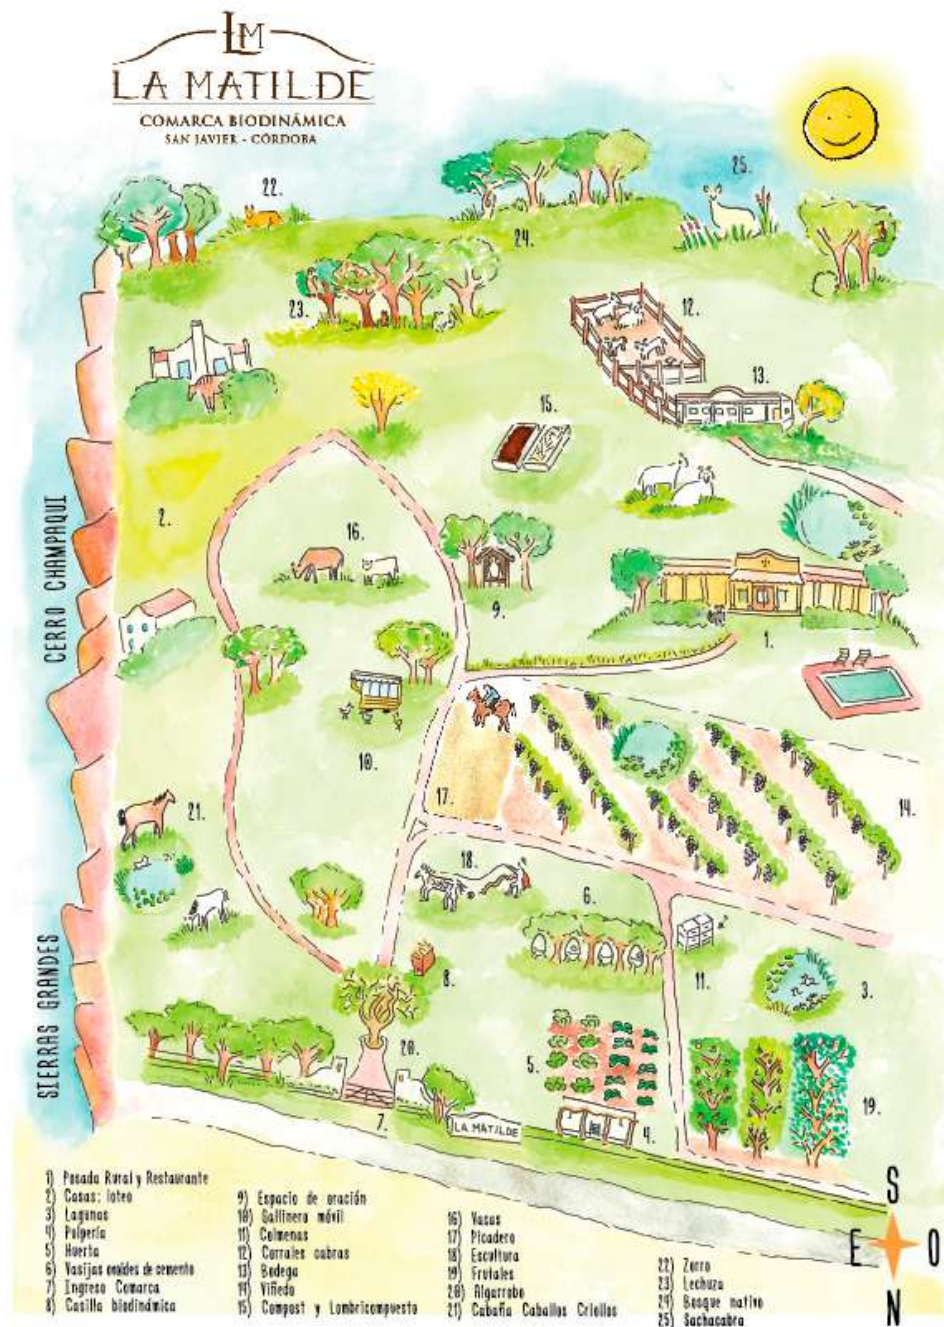 LM
LA MATILDE
COMARCA BIODINÁMICA
SAN JAVIER - CÓRDOBA
22.
25.
24.
23.
12.
13.
15.
2.
16.
CERRO CHAMPAQUI
9.
1.
10.
17.
14.
21.
18.
6.
11.
3.
8.
SIERRAS GRANDES
20.
5.
19.
7.
LA MATILDE
4.
S
E O
N
1) Posada Rural y Restaurante
2) Casas: loteo
3) Lagunas
4) Pulpería
5) Huerta
6) Vasijas ovoides de cemento
7) Ingreso Comarca
8) Casilla biodinámica
9) Espacio de oración
10) Gallinero móvil
11) Colmenas
12) Corrales cabras
13) Bodega
14) Viñedo
15) Compost y Lombricompuesto
16) Vacas
17) Picadero
18) Escultura
19) Frutales
20) Algarrobo
21) Cabaña Caballos Criollos
22) Zorro
23) Lechuza
24) Bosque nativo
25) Sachacabra